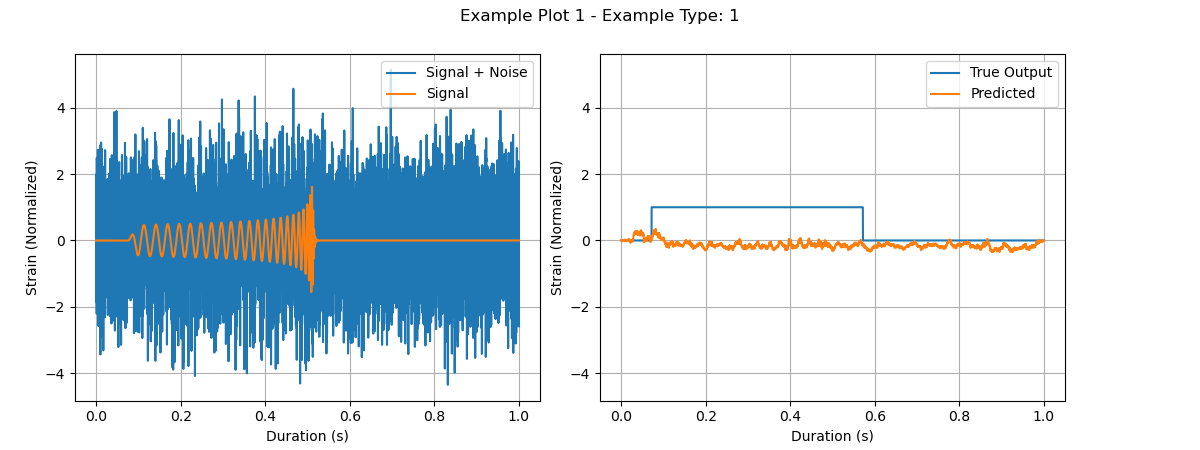 Example Plot 1 - Example Type: 1
Signal + Noise
Signal
4
2
0
−2
−4
Strain (Normalized)
0.0 0.2 0.4 0.6 0.8 1.0
Duration (s)
True Output
Predicted
4
2
0
−2
−4
Strain (Normalized)
0.0 0.2 0.4 0.6 0.8 1.0
Duration (s)